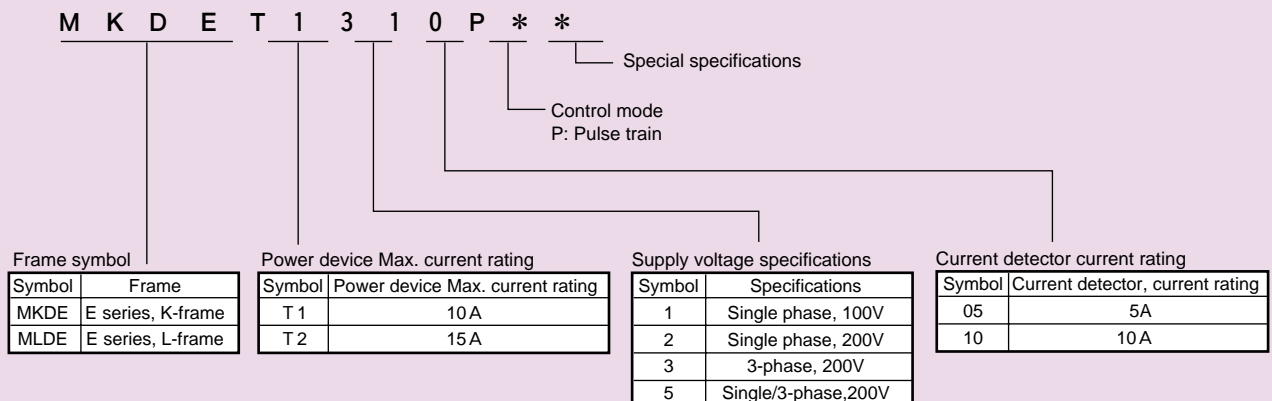 M K D E T 1 3 1 0 P * *
Special specifications
Control mode
P: Pulse train
Frame symbol
Symbol Frame
MKDE E series, K-frame
MLDE E series, L-frame
Power device Max. current rating
Symbol Power device Max. current rating
T 1 10 A
T 2 15 A
Supply voltage specifications
Symbol Specifications
1 Single phase, 100V
2 Single phase, 200V
3 3-phase, 200V
5 Single/3-phase,200V
Current detector current rating
Symbol Current detector, current rating
05 5A
10 10 A